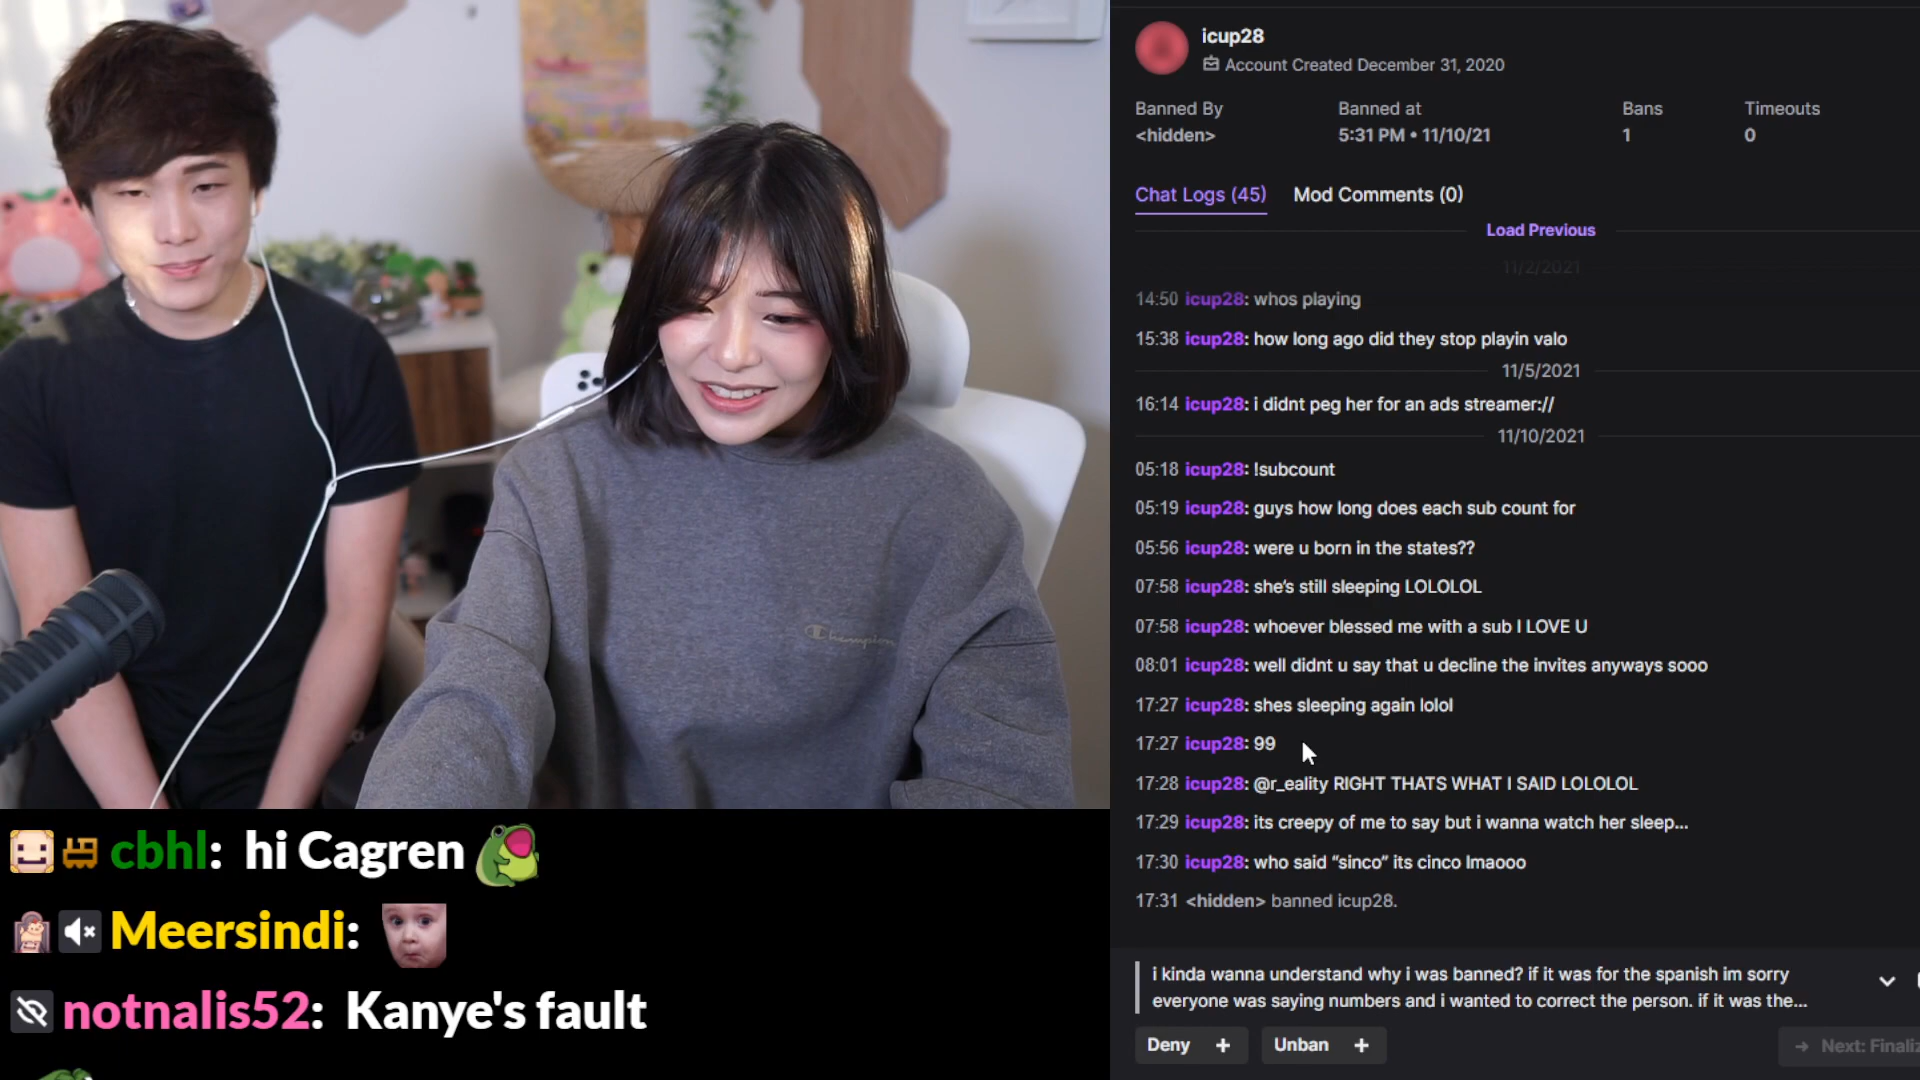 icup28
Account Created December 31, 2020
Banned By
Banned at
Bans
Timeouts
<hidden>
5:31 PM • 11/10/21
1
0
Chat Logs (45)
Mod Comments (0)
Load Previous
11/2/2021
14:50 icup28: whos playing
15:38 icup28: how long ago did they stop playin valo
11/5/2021
16:14 icup28: i didnt peg her for an ads streamer://
11/10/2021
05:18 icup28: !subcount
05:19 icup28: guys how long does each sub count for
05:56 icup28: were u born in the states??
07:58 icup28: she's still sleeping LOLOLOL
07:58 icup28: whoever blessed me with a sub I LOVE U
08:01 icup28: well didnt u say that u decline the invites anyways sooo
17:27 icup28: shes sleeping again lolol
17:27 icup28: 99
17:28 icup28: @r_eality RIGHT THATS WHAT I SAID LOLOLOL
17:29 icup28: its creepy of me to say but i wanna watch her sleep...
17:30 icup28: who said “sinco” its cinco lmaooo
17:31 <hidden> banned icup28.
i kinda wanna understand why i was banned? if it was for the spanish im sorry
everyone was saying numbers and i wanted to correct the person. if it was the...
Deny +
Unban +
→ Next: Finaliz
Champion
cbhl: hi Cagren
Meersindi:
notnalis52: Kanye's fault